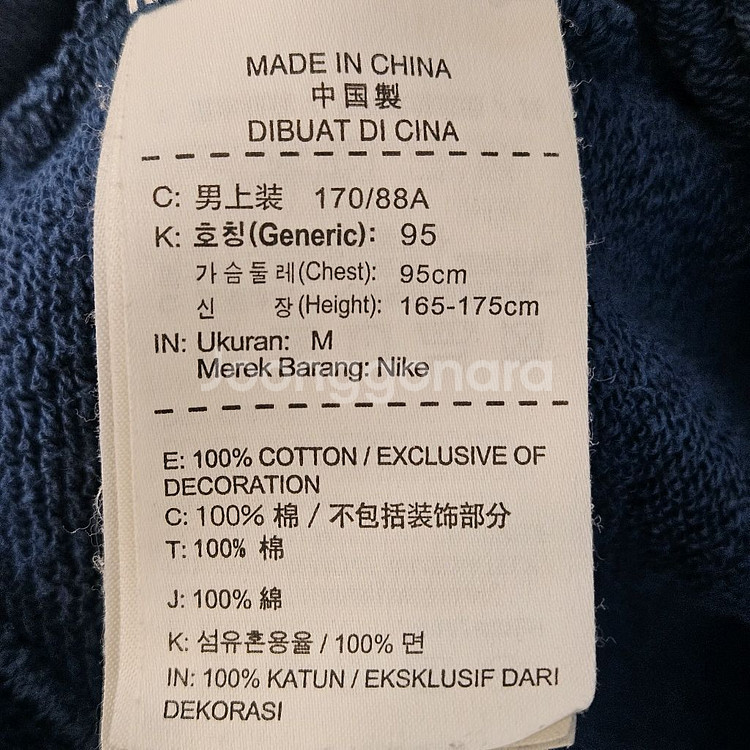 MADE IN CHINA
中国製
DIBUAT DI CINA
C: 男上装 170/88A
K: 호칭(Generic): 95
가슴둘레(Chest): 95cm
신 장(Height): 165-175cm
IN: Ukuran: M
Merek Barang: Nike
Joonggonara
E: 100% COTTON / EXCLUSIVE OF
DECORATION
C: 100% 棉 / 不包括装饰部分
T: 100% 棉
J: 100% 綿
K: 섬유혼용율 / 100% 면
IN: 100% KATUN / EKSKLUSIF DARI
DEKORASI